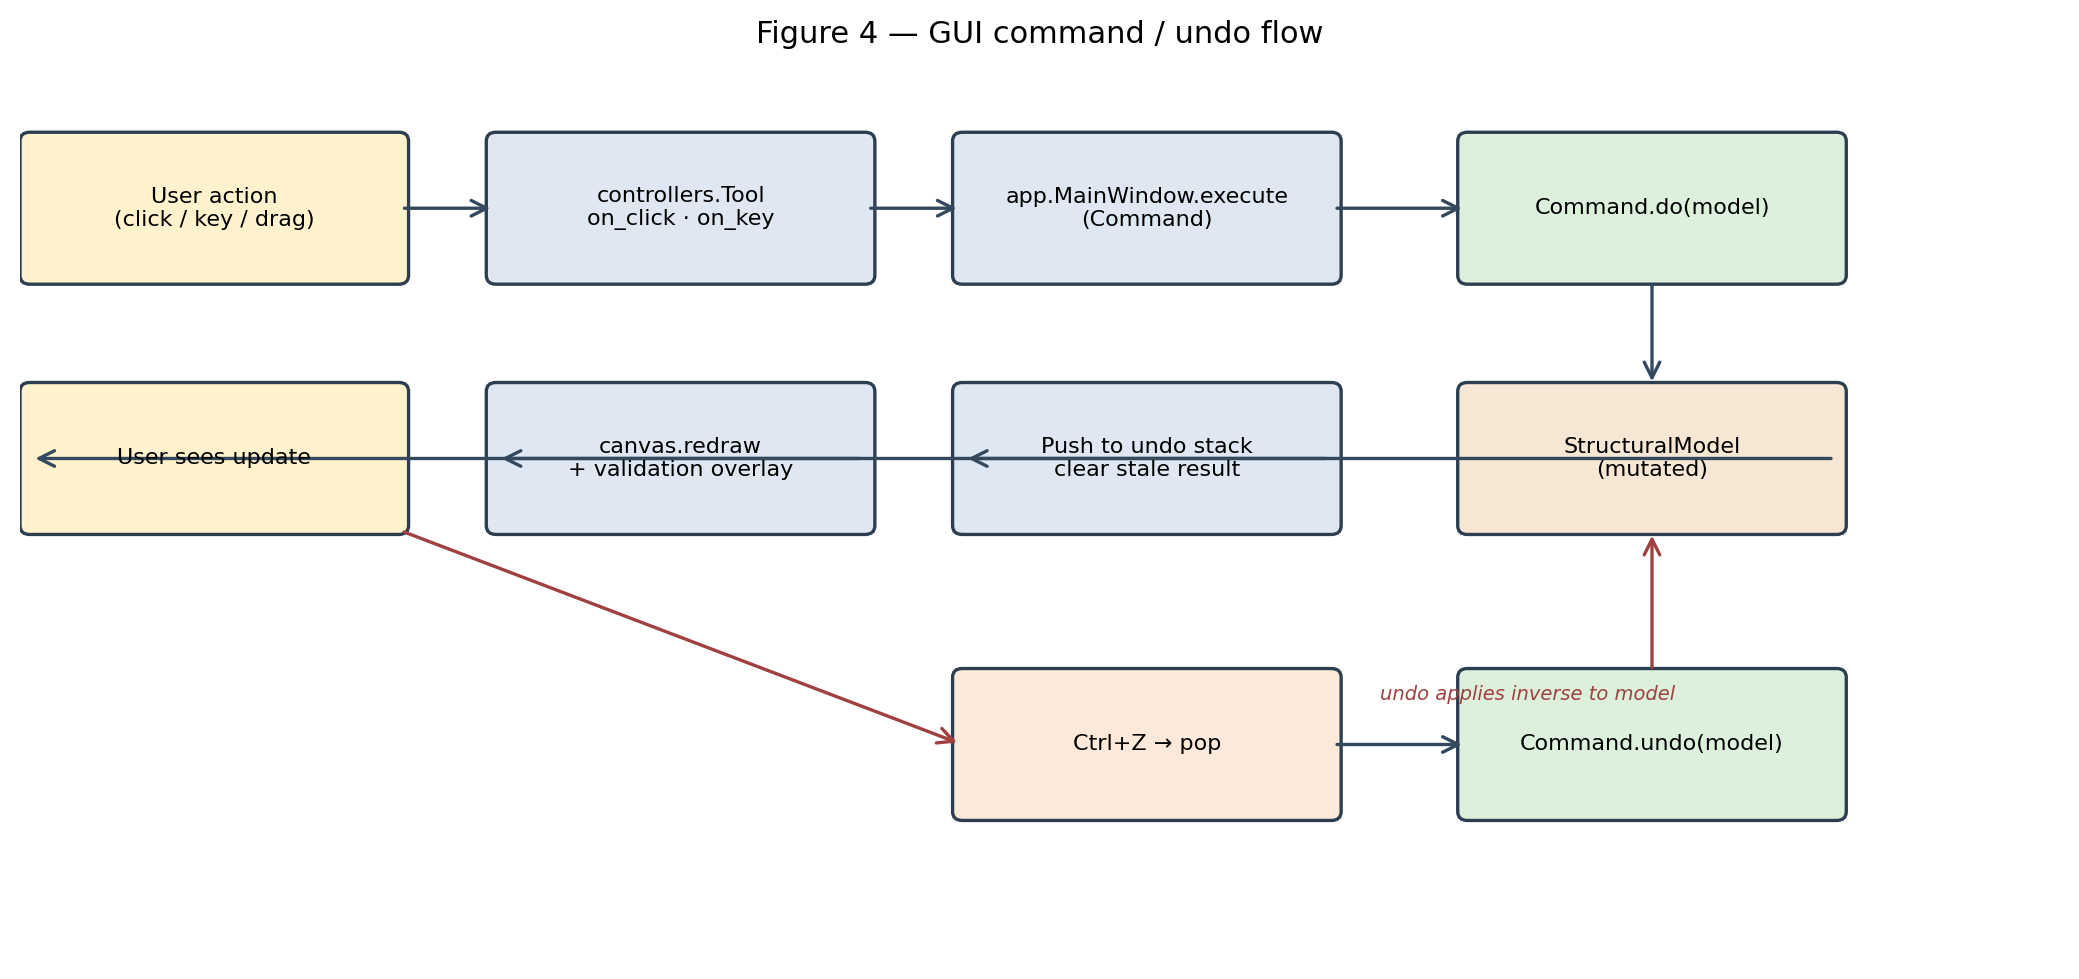 Figure 4 — GUI command / undo flow
User action
(click / key / drag)
controllers.Tool
on_click · on_key
app.MainWindow.execute
(Command)
Command.do(model)
User sees update
canvas.redraw
+ validation overlay
Push to undo stack
clear stale result
StructuralModel
(mutated)
undo applies inverse to model
Ctrl+Z → pop
Command.undo(model)